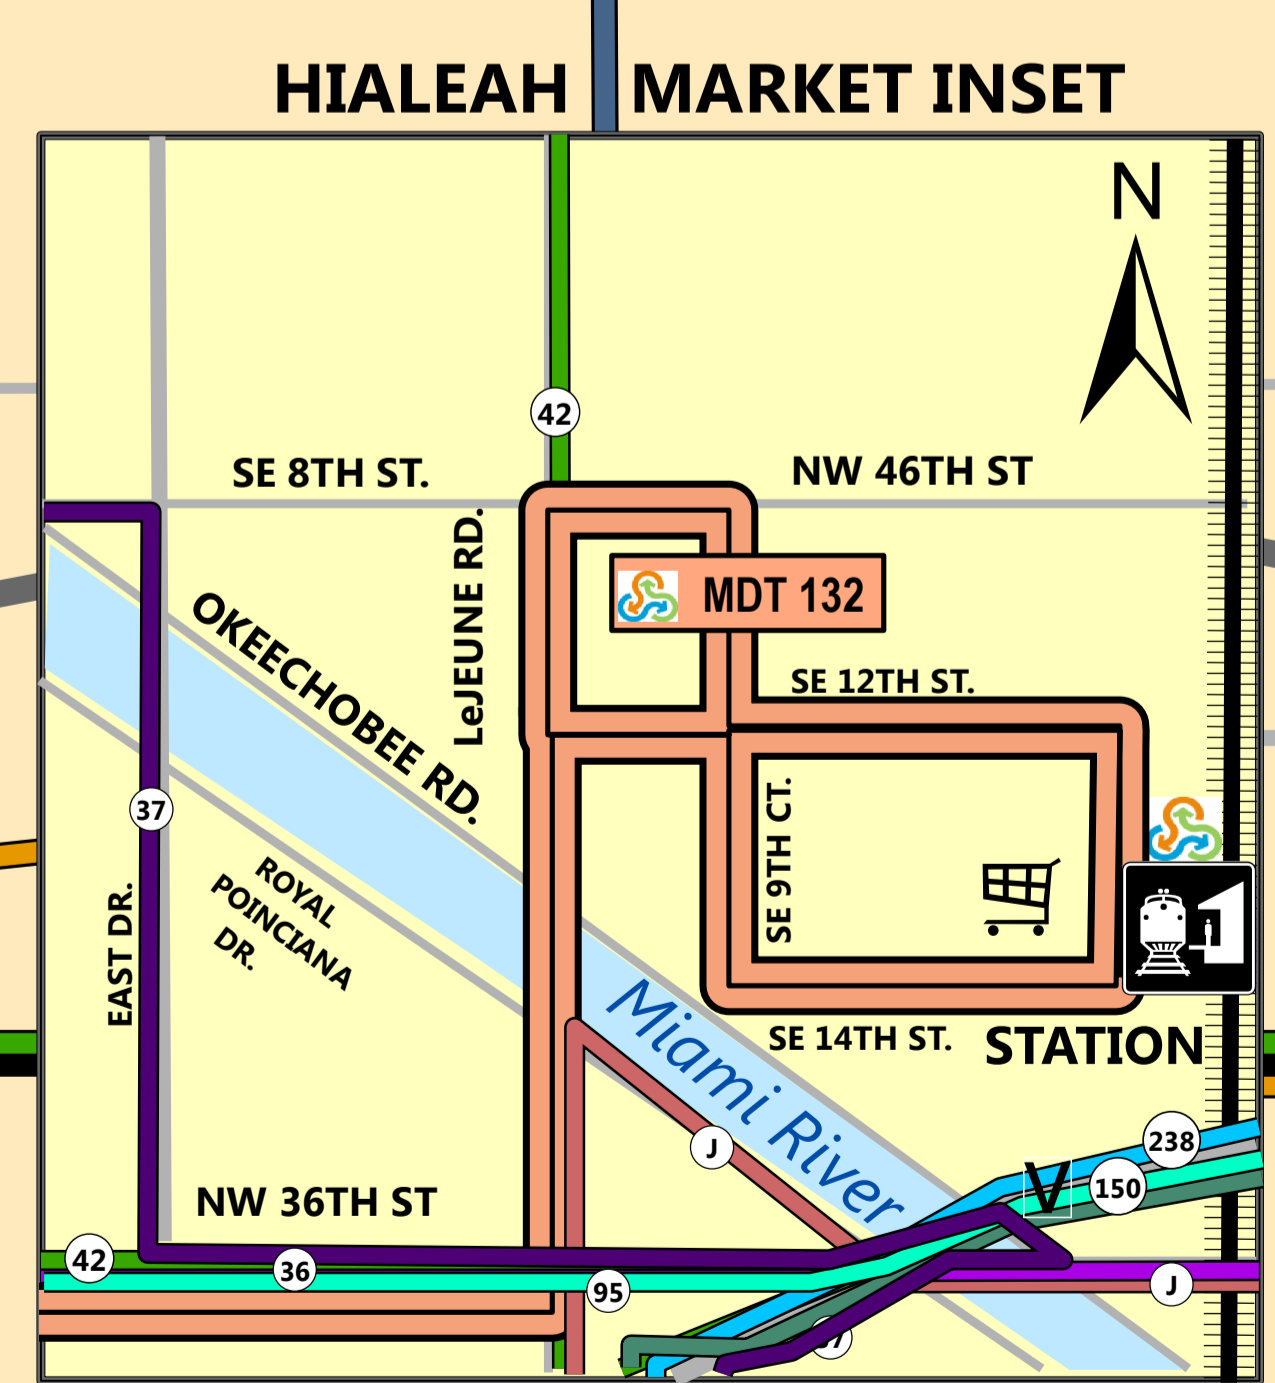 HIALEAH MARKET INSET
N
42
SE 8TH ST.
NW 46TH ST
LeJEUNE RD.
MDT 132
OKEECHOBEE RD.
SE 12TH ST.
37
SE 9TH CT.
EAST DR.
ROYAL
POINCIANA
DR.
Miami River
SE 14TH ST.
STATION
J
238
V
150
NW 36TH ST
42
36
95
J